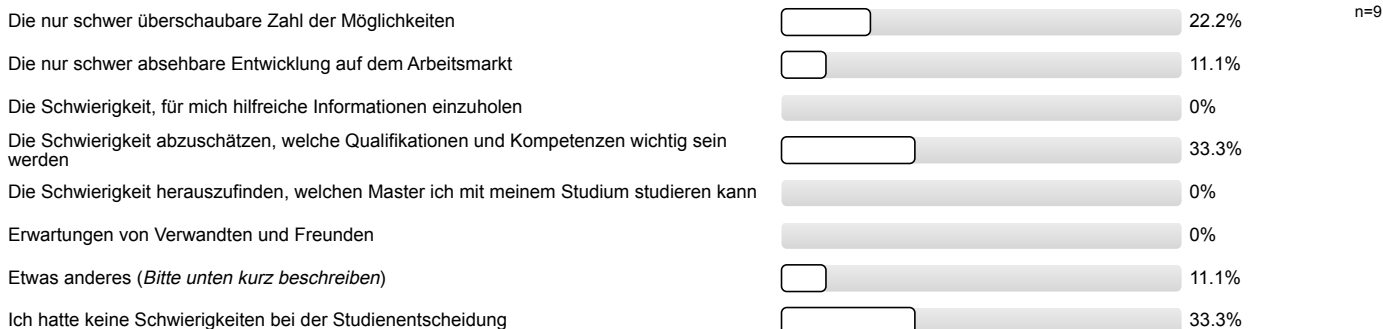 Die nur schwer überschaubare Zahl der Möglichkeiten 22.2% n=9
Die nur schwer absehbare Entwicklung auf dem Arbeitsmarkt 11.1%
Die Schwierigkeit, für mich hilfreiche Informationen einzuholen 0%
Die Schwierigkeit abzuschätzen, welche Qualifikationen und Kompetenzen wichtig sein
werden 33.3%
Die Schwierigkeit herauszufinden, welchen Master ich mit meinem Studium studieren kann 0%
Erwartungen von Verwandten und Freunden 0%
Etwas anderes (Bitte unten kurz beschreiben) 11.1%
Ich hatte keine Schwierigkeiten bei der Studienentscheidung 33.3%